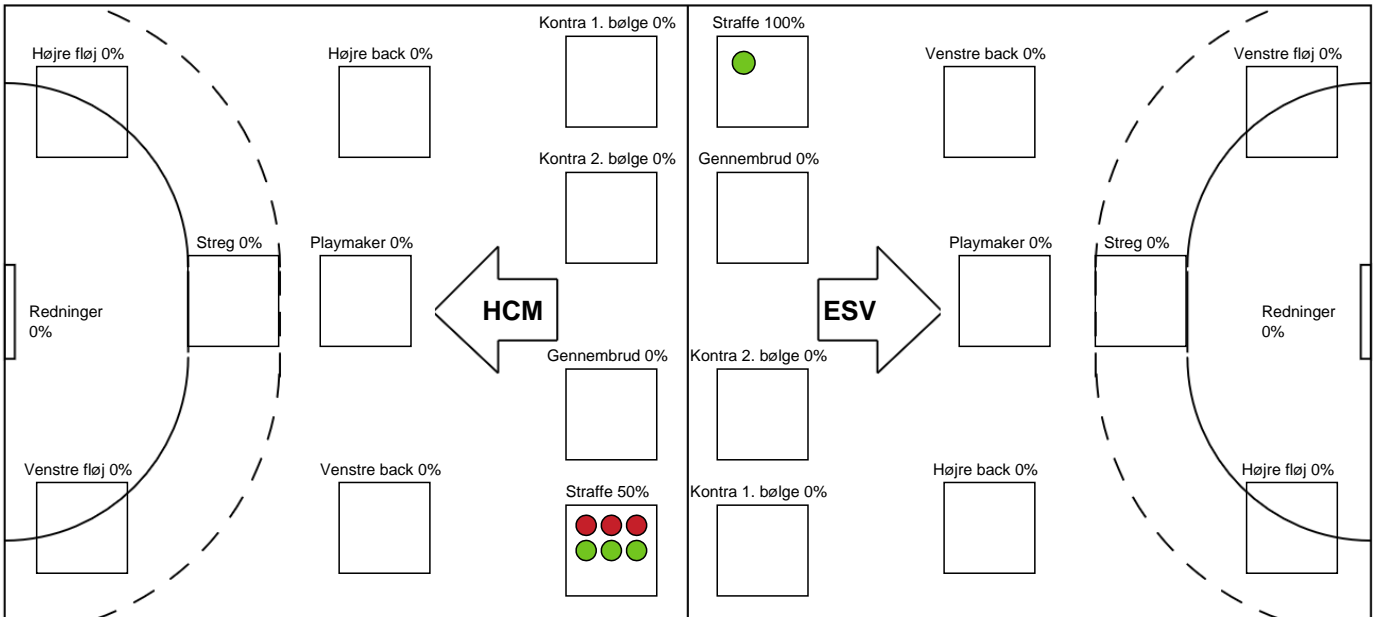 Kontra 1. bølge 0%
Straffe 100%
Højre fløj 0%
Højre back 0%
Venstre back 0%
Venstre fløj 0%
Kontra 2. bølge 0%
Gennembrud 0%
Streg 0%
Playmaker 0%
Playmaker 0%
Streg 0%
Redninger
0%
HCM
ESV
Redninger
0%
Gennembrud 0%
Kontra 2. bølge 0%
Venstre fløj 0%
Venstre back 0%
Højre back 0%
Højre fløj 0%
Straffe 50%
Kontra 1. bølge 0%